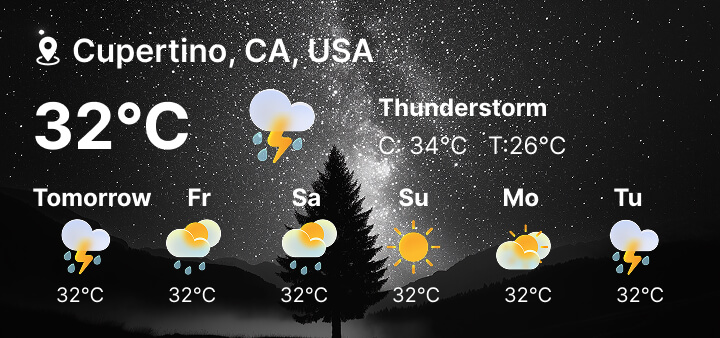 Cupertino, CA, USA
32°C
Thunderstorm
C: 34°C T:26°C
Tomorrow Fr Sa Su Mo Tu
32°C 32°C 32°C 32°C 32°C 32°C